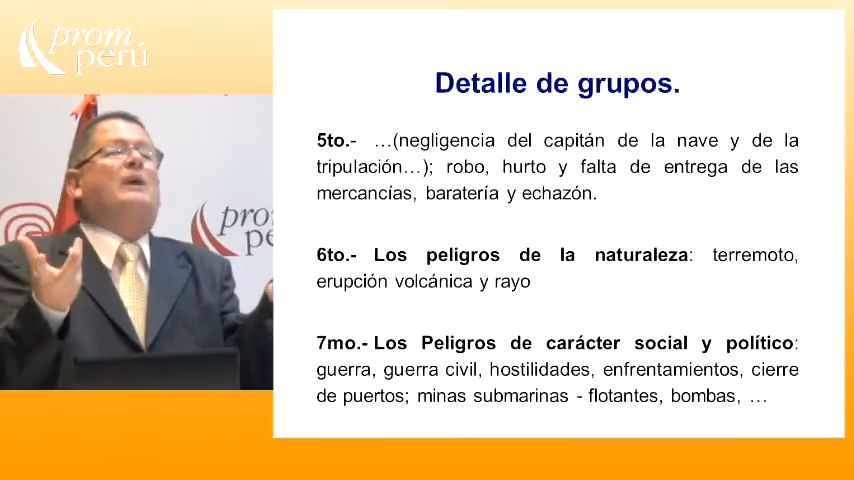 prom
perú
prom
pe
Detalle de grupos.
5to.- …(negligencia del capitán de la nave y de la
tripulación…); robo, hurto y falta de entrega de las
mercancías, baratería y echazón.
6to.- Los peligros de la naturaleza: terremoto,
erupción volcánica y rayo
7mo.- Los Peligros de carácter social y político:
guerra, guerra civil, hostilidades, enfrentamientos, cierre
de puertos; minas submarinas - flotantes, bombas, …